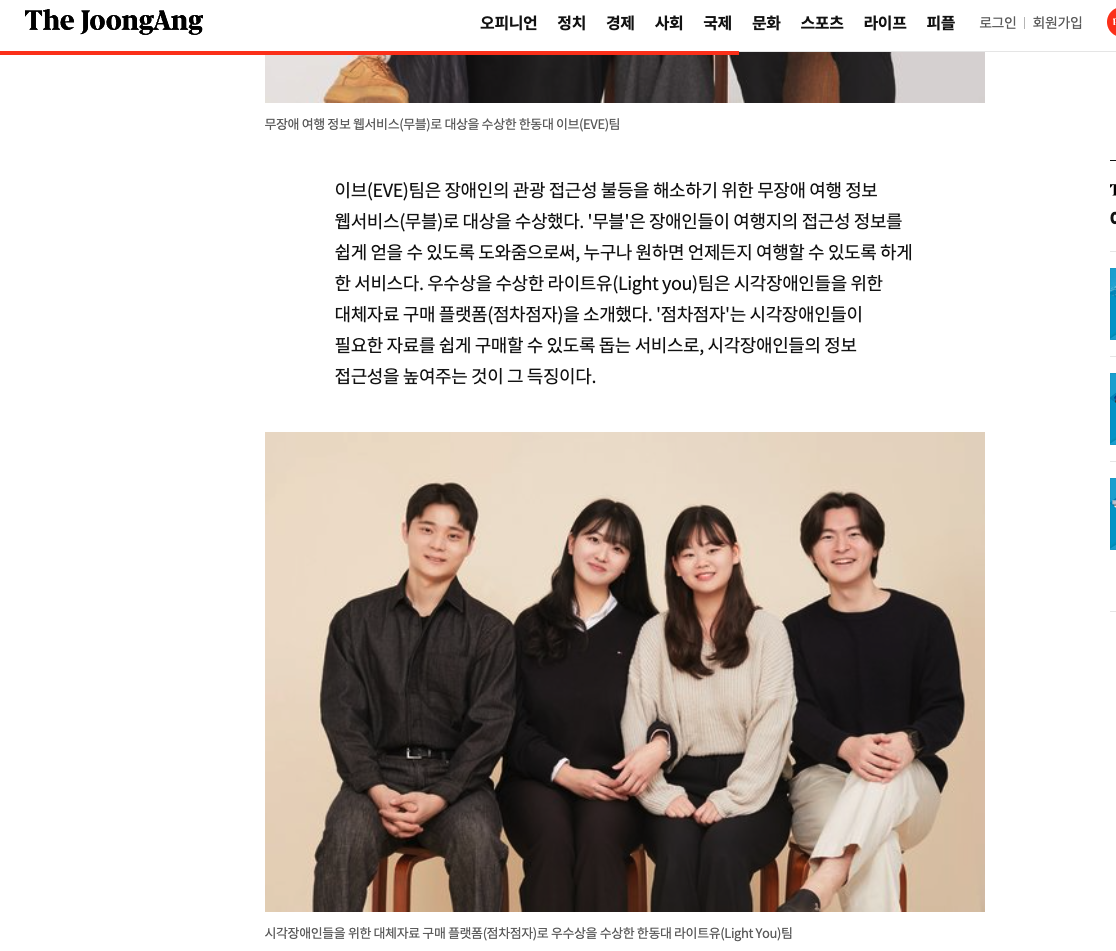 The JoongAng
오피니언 정치 경제 사회 국제 문화 스포츠 라이프 피플 로그인 회원가입
무장애 여행 정보 웹서비스(무블)로 대상을 수상한 한동대 이브(EVE)팀
이브(EVE)팀은 장애인의 관광 접근성 불등을 해소하기 위한 무장애 여행 정보
웹서비스(무블)로 대상을 수상했다. '무블'은 장애인들이 여행지의 접근성 정보를
쉽게 얻을 수 있도록 도와줌으로써, 누구나 원하면 언제든지 여행할 수 있도록 하게
한 서비스다. 우수상을 수상한 라이트유(Light you)팀은 시각장애인들을 위한
대체자료 구매 플랫폼(점차점자)을 소개했다. '점차점자'는 시각장애인들이
필요한 자료를 쉽게 구매할 수 있도록 돕는 서비스로, 시각장애인들의 정보
접근성을 높여주는 것이 그 득징이다.
시각장애인들을 위한 대체자료 구매 플랫폼(점차점자)로 우수상을 수상한 한동대 라이트유(Light You)팀